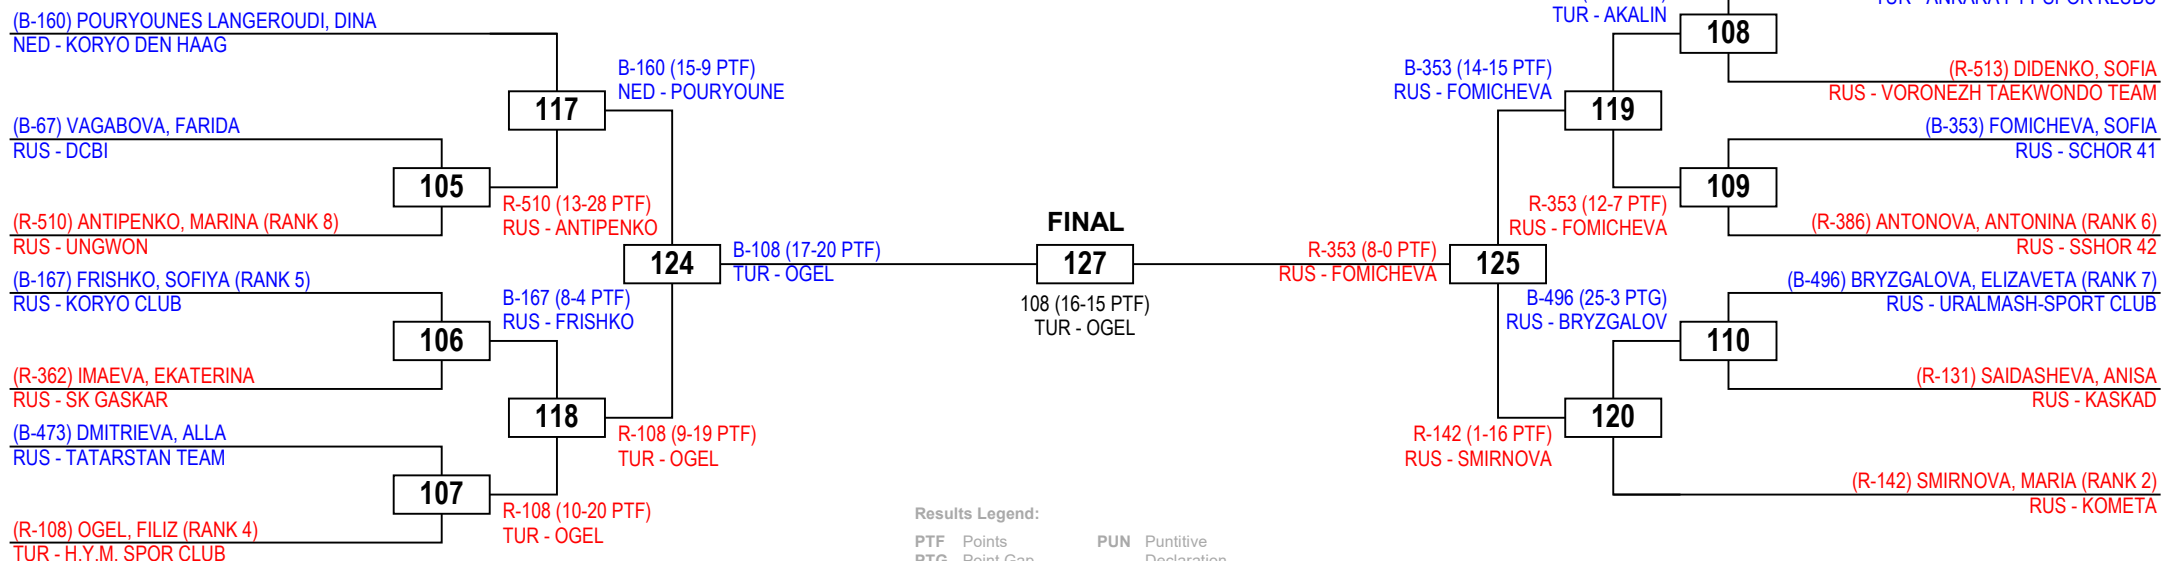 (B-160) POURYOUNES LANGEROUDI, DINA
NED - KORYO DEN HAAG
(B-67) VAGABOVA, FARIDA
RUS - DCBI
(R-510) ANTIPENKO, MARINA (RANK 8)
RUS - UNGWON
(B-167) FRISHKO, SOFIYA (RANK 5)
RUS - KORYO CLUB
(R-362) IMAEVA, EKATERINA
RUS - SK GASKAR
(B-473) DMITRIEVA, ALLA
RUS - TATARSTAN TEAM
(R-108) OGEL, FILIZ (RANK 4)
TUR - H.Y.M. SPOR CLUB
105
106
107
117
B-160 (15-9 PTF)
NED - POURYOUNE
R-510 (13-28 PTF)
RUS - ANTIPENKO
B-167 (8-4 PTF)
RUS - FRISHKO
118
R-108 (10-20 PTF)
TUR - OGEL
R-108 (9-19 PTF)
TUR - OGEL
124
B-108 (17-20 PTF)
TUR - OGEL
FINAL
127
108 (16-15 PTF)
TUR - OGEL
R-353 (8-0 PTF)
RUS - FOMICHEVA
125
B-353 (14-15 PTF)
RUS - FOMICHEVA
119
TUR - AKALIN
R-353 (12-7 PTF)
RUS - FOMICHEVA
B-496 (25-3 PTG)
RUS - BRYZGALOV
120
R-142 (1-16 PTF)
RUS - SMIRNOVA
108
109
110
(R-513) DIDENKO, SOFIA
RUS - VORONEZH TAEKWONDO TEAM
(B-353) FOMICHEVA, SOFIA
RUS - SCHOR 41
(R-386) ANTONOVA, ANTONINA (RANK 6)
RUS - SSHOR 42
(B-496) BRYZGALOVA, ELIZAVETA (RANK 7)
RUS - URALMASH-SPORT CLUB
(R-131) SAIDASHEVA, ANISA
RUS - KASKAD
(R-142) SMIRNOVA, MARIA (RANK 2)
RUS - KOMETA
Results Legend:
PTF Points PUN Puntitive
PTG Point Gap Declaration